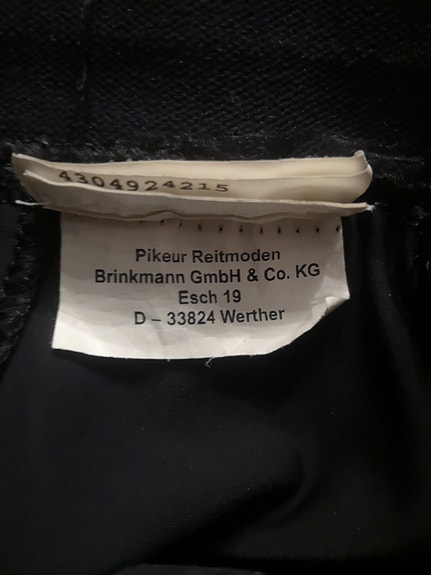 4304924215
Pikeur Reitmoden
Brinkmann GmbH & Co. KG
Esch 19
D – 33824 Werther